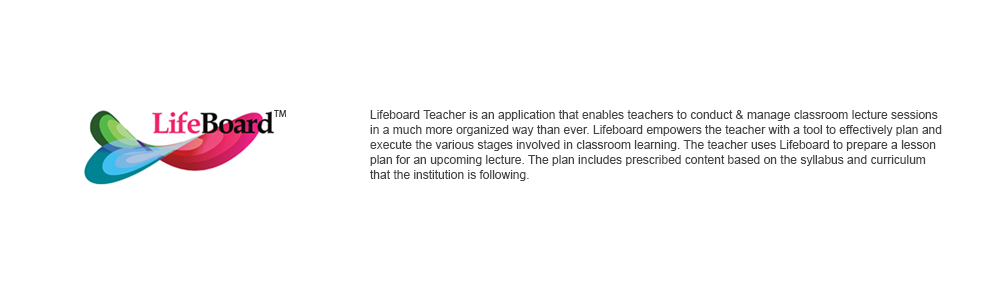 LifeBoard™
Lifeboard Teacher is an application that enables teachers to conduct & manage classroom lecture sessions
in a much more organized way than ever. Lifeboard empowers the teacher with a tool to effectively plan and
execute the various stages involved in classroom learning. The teacher uses Lifeboard to prepare a lesson
plan for an upcoming lecture. The plan includes prescribed content based on the syllabus and curriculum
that the institution is following.